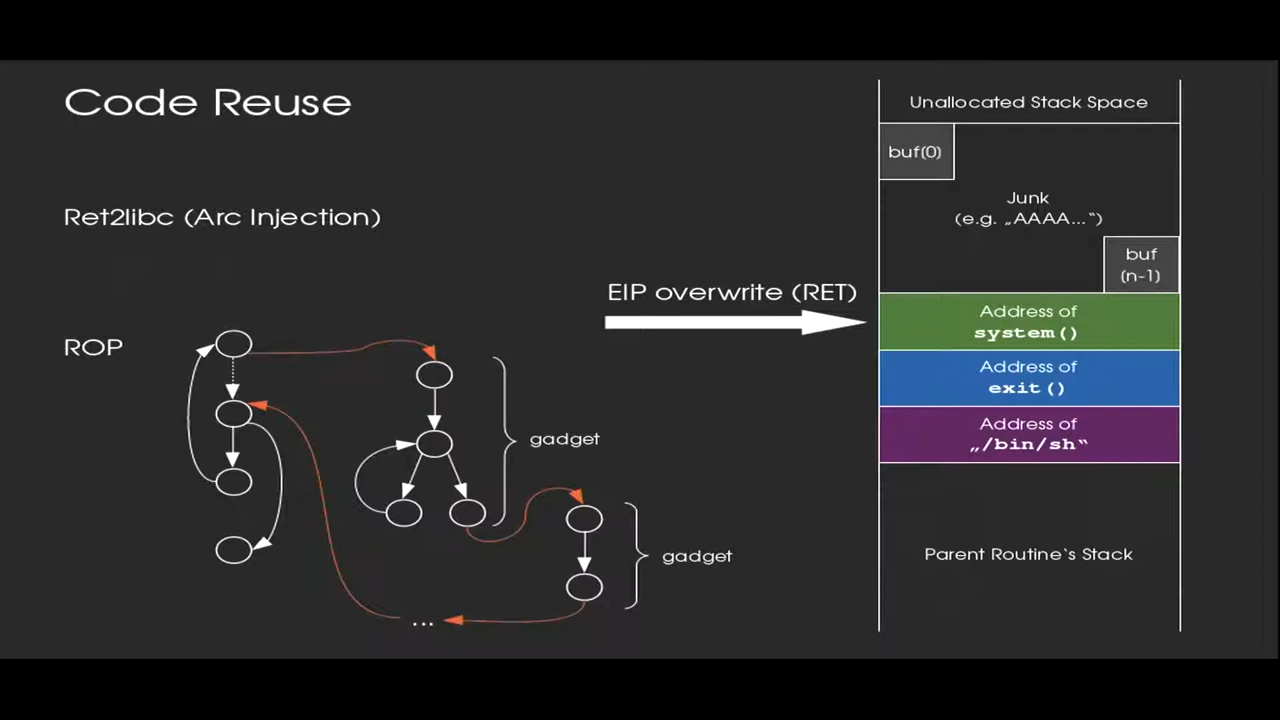 Code Reuse
Ret2libc (Arc Injection)
ROP
gadget
gadget
...
EIP overwrite (RET)
Unallocated Stack Space
buf(0)
Junk
(e.g. „AAAA...“)
buf
(n-1)
Address of
system()
Address of
exit()
Address of
„/bin/sh“
Parent Routine‘s Stack